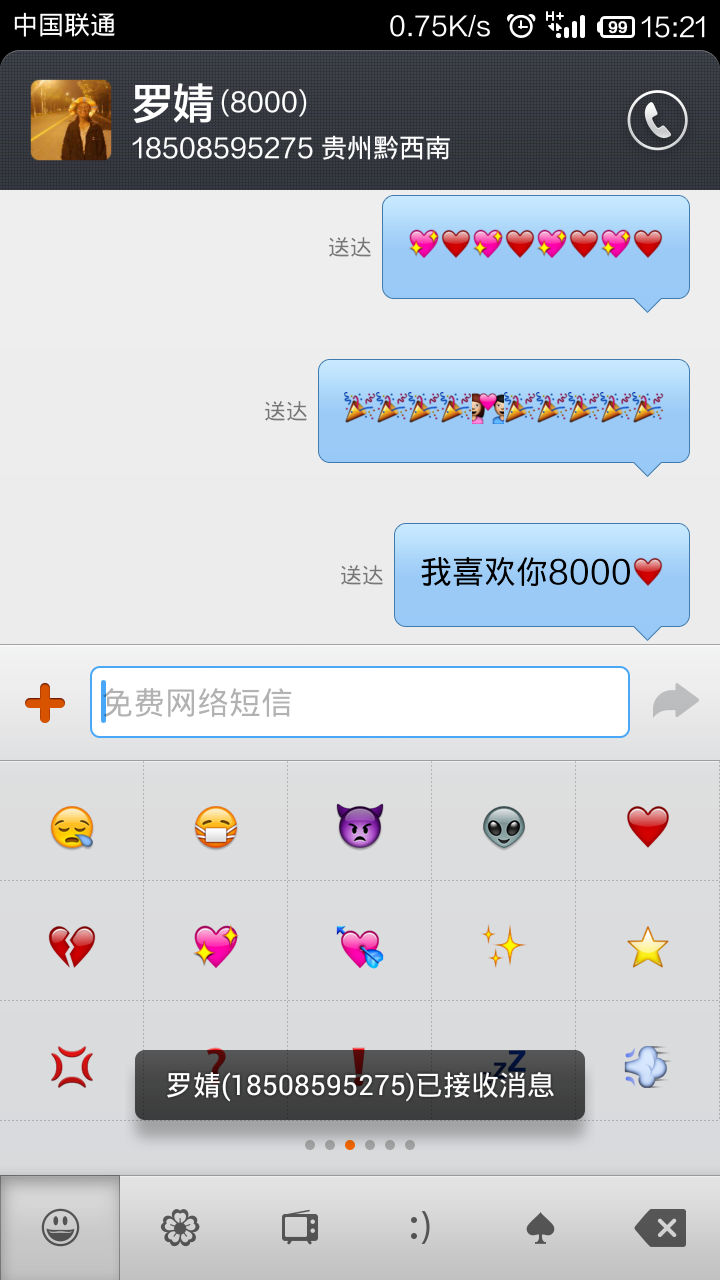 中国联通 0.75K/s 99 15:21
罗婧(8000)
18508595275 贵州黔西南
送达 💖❤💖❤💖❤💖❤
送达 🎉🎉🎉🎉💑🎉🎉🎉🎉🎉
送达 我喜欢你8000❤
免费网络短信
罗婧(18508595275)已接收消息
:)